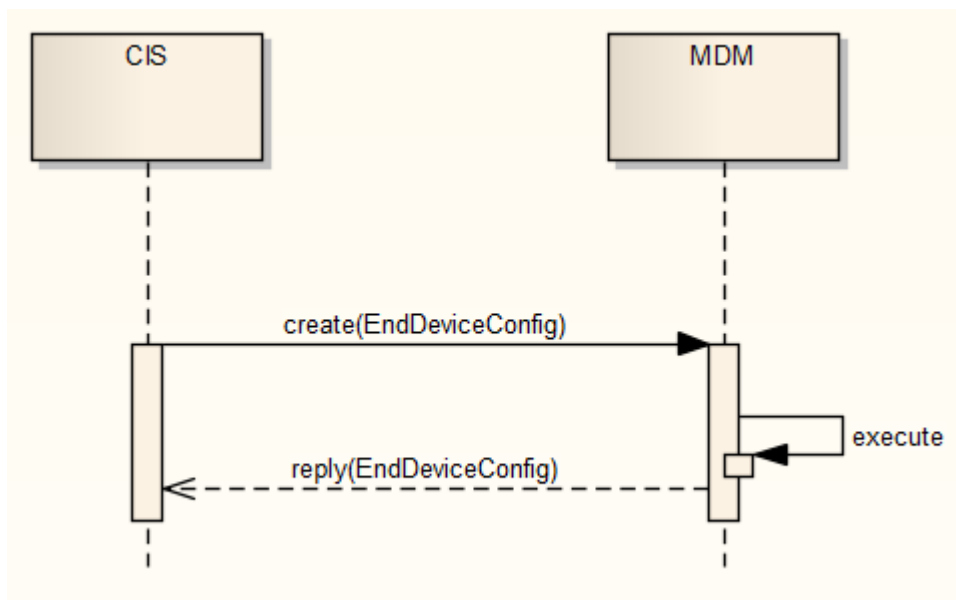 CIS
MDM
create(EndDeviceConfig)
execute
reply(EndDeviceConfig)